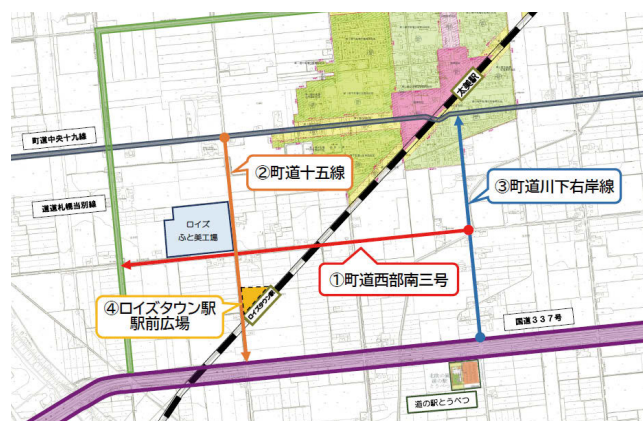 太美駅
町道中央十九線
②町道十五線
道道札幌当別線
③町道川下右岸線
ロイズ
ふと美工場
①町道西部南三号
④ロイズタウン駅
駅前広場
ロイズタウン駅
国道337号
道の駅とうべつ